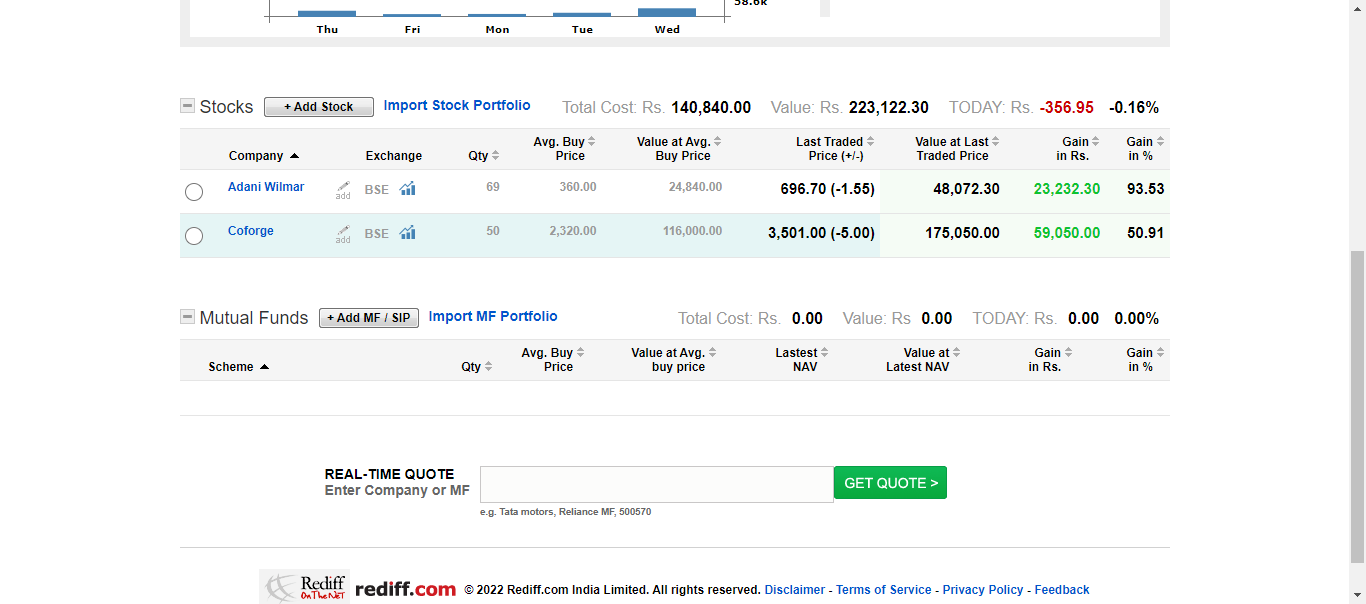 58.6k
Thu Fri Mon Tue Wed
Stocks + Add Stock Import Stock Portfolio Total Cost: Rs. 140,840.00 Value: Rs. 223,122.30 TODAY: Rs. -356.95 -0.16%
Company Exchange Qty Avg. Buy Price Value at Avg. Buy Price Last Traded Price (+/-) Value at Last Traded Price Gain in Rs. Gain in %
Adani Wilmar add BSE 69 360.00 24,840.00 696.70 (-1.55) 48,072.30 23,232.30 93.53
Coforge add BSE 50 2,320.00 116,000.00 3,501.00 (-5.00) 175,050.00 59,050.00 50.91
Mutual Funds + Add MF / SIP Import MF Portfolio Total Cost: Rs. 0.00 Value: Rs 0.00 TODAY: Rs. 0.00 0.00%
Scheme Qty Avg. Buy Price Value at Avg. buy price Lastest NAV Value at Latest NAV Gain in Rs. Gain in %
REAL-TIME QUOTE
Enter Company or MF
GET QUOTE >
e.g. Tata motors, Reliance MF, 500570
Rediff On The NeT rediff.com © 2022 Rediff.com India Limited. All rights reserved. Disclaimer - Terms of Service - Privacy Policy - Feedback